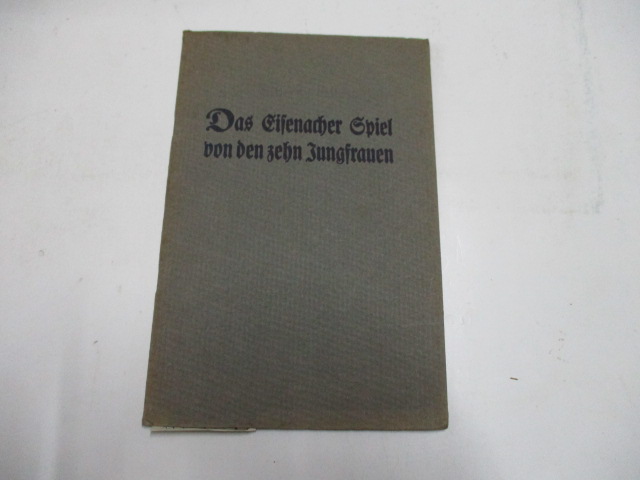 Das Eiſenacher Spiel
von den zehn Jungfrauen